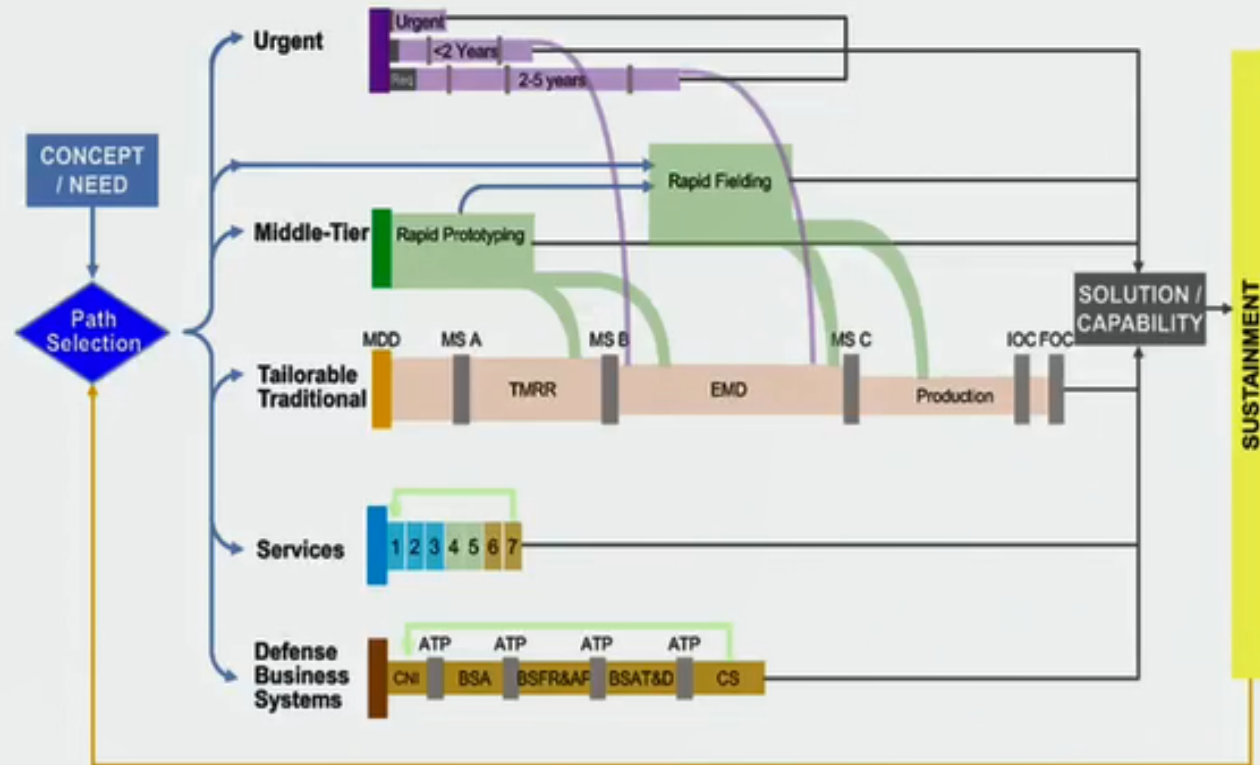 Urgent
Urgent
<2 Years
Req
2-5 years
CONCEPT
/ NEED
Rapid Fielding
Middle-Tier
Rapid Prototyping
Path
Selection
SOLUTION /
CAPABILITY
SUSTAINMENT
MDD
MS A
MS B
MS C
IOC FOC
Tailorable
Traditional
TMRR
EMD
Production
Services
1 2 3 4 5 6 7
Defense
Business
Systems
ATP ATP ATP ATP
CNI BSA BSFR&AP BSAT&D CS